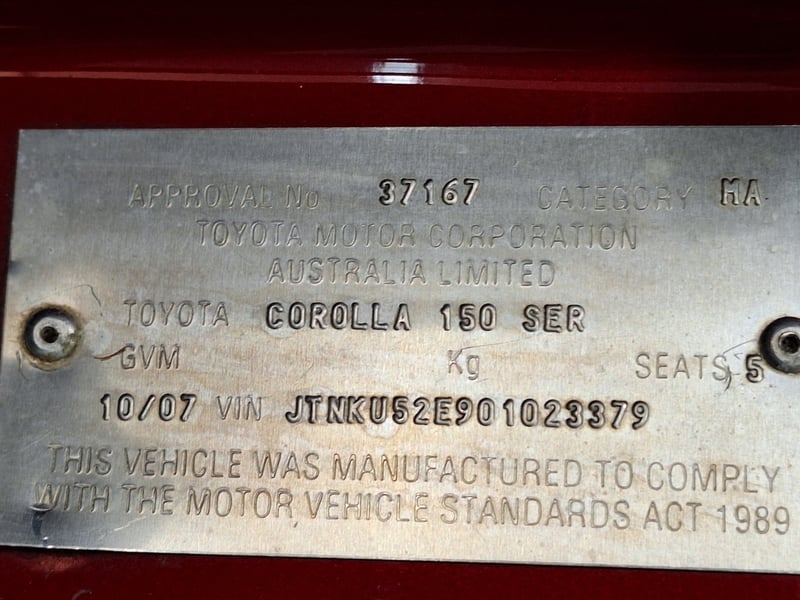 APPROVAL No 37167 CATEGORY MA
TOYOTA MOTOR CORPORATION
AUSTRALIA LIMITED
TOYOTA COROLLA 150 SER
GVM Kg SEATS 5
10/07 VIN JTNKU52E901023379
THIS VEHICLE WAS MANUFACTURED TO COMPLY
WITH THE MOTOR VEHICLE STANDARDS ACT 1989